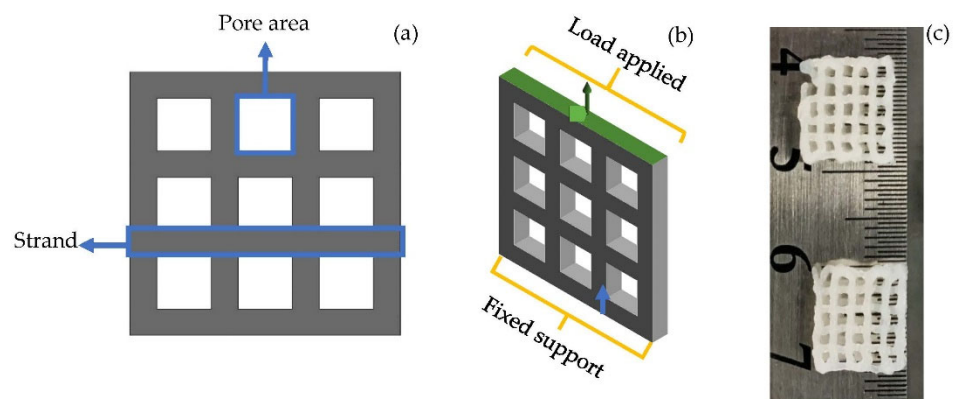 Pore area
(a)
Strand
Load applied
(b)
Fixed support
(c)
4
5
6
7